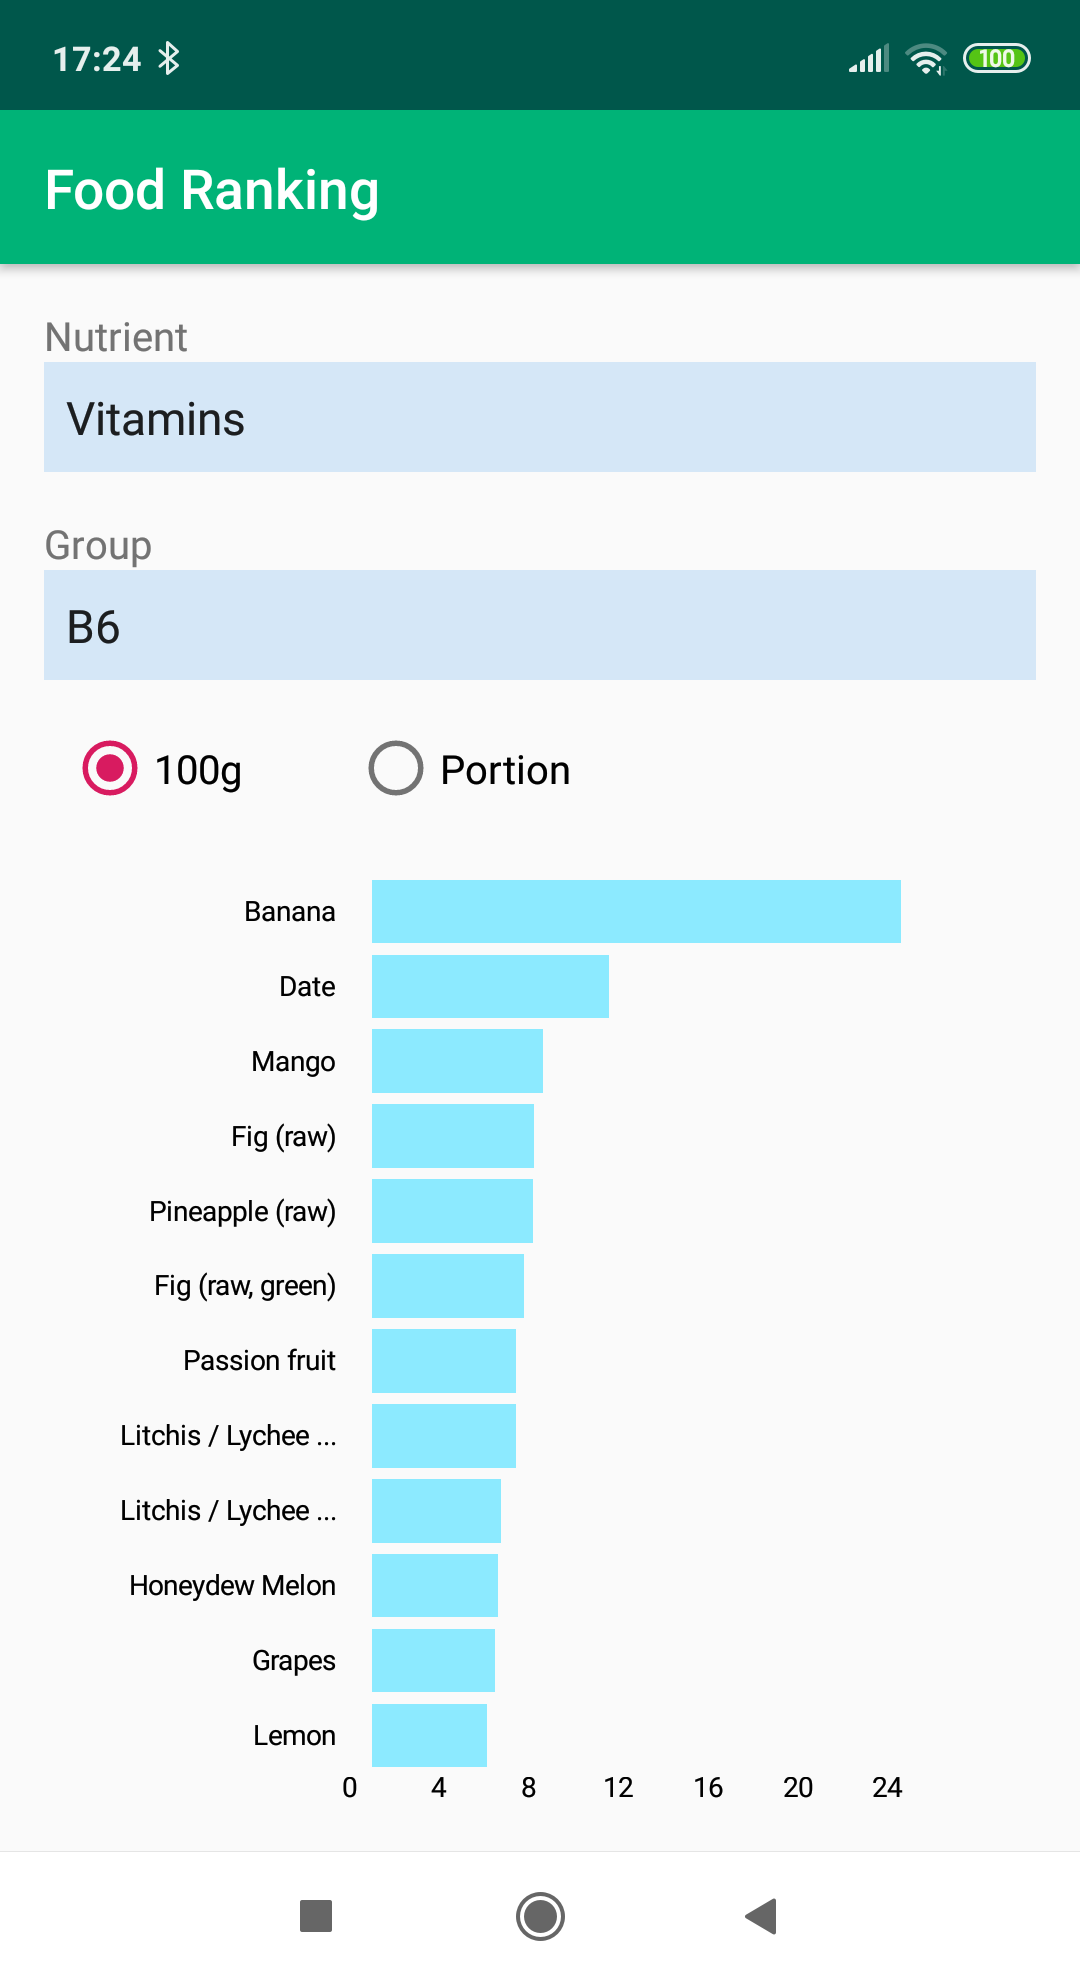 17:24 100
Food Ranking
Nutrient
Vitamins
Group
B6
100g Portion
Banana
Date
Mango
Fig (raw)
Pineapple (raw)
Fig (raw, green)
Passion fruit
Litchis / Lychee ...
Litchis / Lychee ...
Honeydew Melon
Grapes
Lemon
0 4 8 12 16 20 24